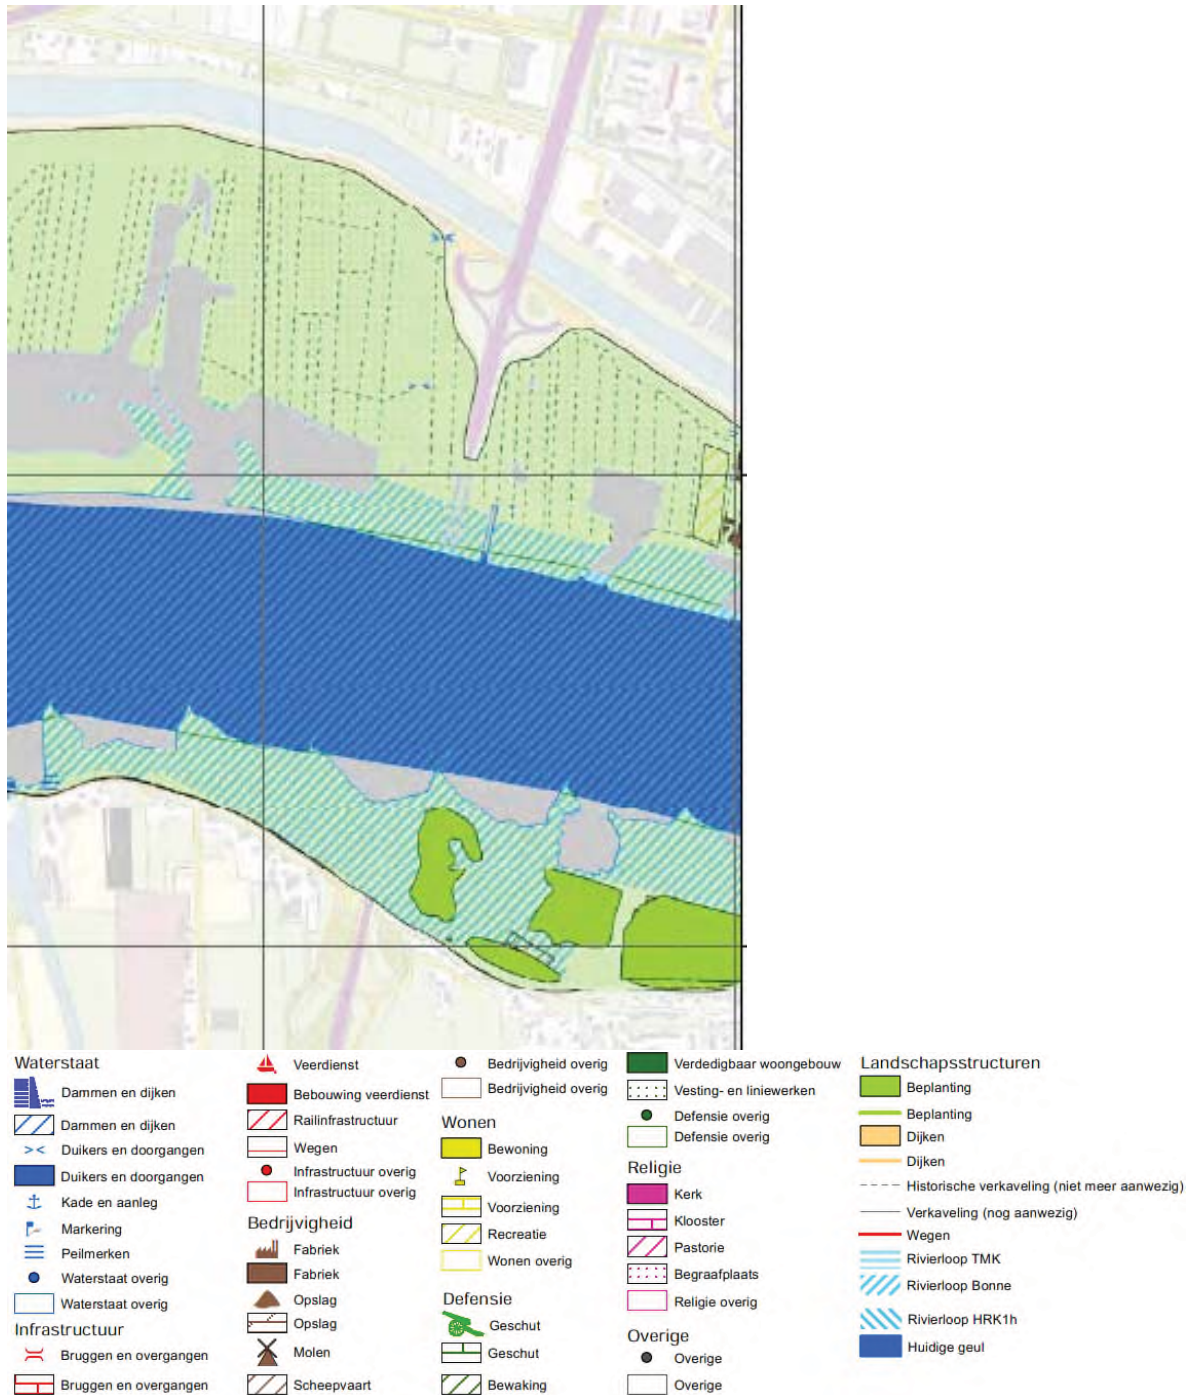 Waterstaat
Dammen en dijken
Dammen en dijken
Duikers en doorgangen
Duikers en doorgangen
Kade en aanleg
Markering
Peilmerken
Waterstaat overig
Waterstaat overig
Infrastructuur
Bruggen en overgangen
Bruggen en overgangen
Veerdienst
Bebouwing veerdienst
Railinfrastructuur
Wegen
Infrastructuur overig
Infrastructuur overig
Bedrijvigheid
Fabriek
Fabriek
Opslag
Opslag
Molen
Scheepvaart
Bedrijvigheid overig
Bedrijvigheid overig
Wonen
Bewoning
Voorziening
Voorziening
Recreatie
Wonen overig
Defensie
Geschut
Geschut
Bewaking
Verdedigbaar woongebouw
Vesting- en liniewerken
Defensie overig
Defensie overig
Religie
Kerk
Klooster
Pastorie
Begraafplaats
Religie overig
Overige
Overige
Overige
Landschapsstructuren
Beplanting
Beplanting
Dijken
Dijken
Historische verkaveling (niet meer aanwezig)
Verkaveling (nog aanwezig)
Wegen
Rivierloop TMK
Rivierloop Bonne
Rivierloop HRK1h
Huidige geul